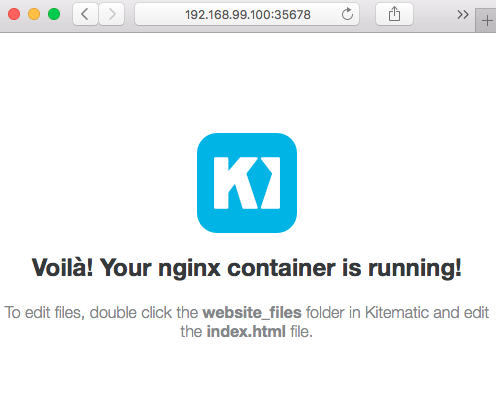 192.168.99.100:35678
KI
Voilà! Your nginx container is running!
To edit files, double click the website_files folder in Kitematic and edit
the index.html file.